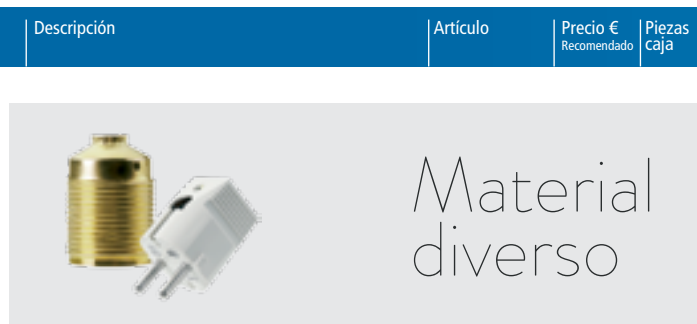 Descripción
Artículo
Precio €
Recomendado
Piezas
caja
Material
diverso